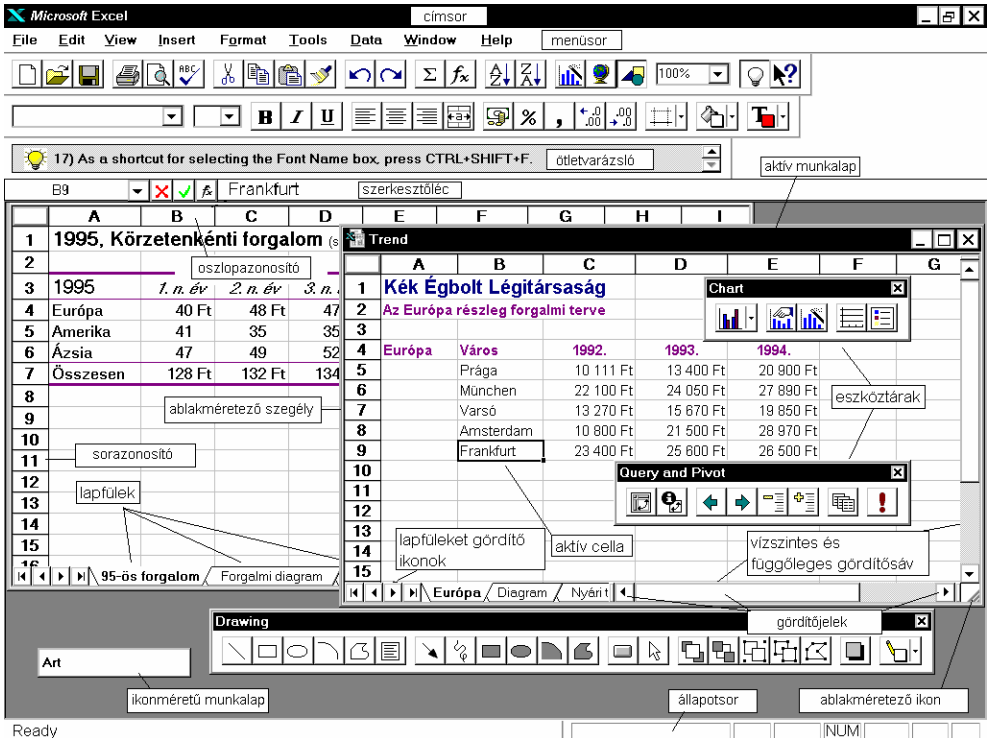 Microsoft Excel
címsor
File Edit View Insert Format Tools Data Window Help
menüsor
ABC
Σ fx A Z Z A
100%
?
B I U
a
%
,
,0 ,00
,00 ,0
T
17) As a shortcut for selecting the Font Name box, press CTRL+SHIFT+F.
ötletvarázsló
aktív munkalap
B9
fx
Frankfurt
szerkesztőléc
A B C D E F G H I
1 1995, Körzetenkénti forgalom (s
2
oszlopazonosító
3 1995 1. n. év 2. n. év 3. n.
4 Európa 40 Ft 48 Ft 47
5 Amerika 41 35 35
6 Ázsia 47 49 52
7 Összesen 128 Ft 132 Ft 134
8
ablakméretező szegély
9
10
11
sorazonosító
12
lapfülek
13
14
15
16
95-ös forgalom Forgalmi diagram
Trend
A B C D E F G
1 Kék Égbolt Légitársaság
2 Az Európa részleg forgalmi terve
3
4 Európa Város 1992. 1993. 1994.
5 Prága 10 111 Ft 13 400 Ft 20 900 Ft
6 München 22 100 Ft 24 050 Ft 27 890 Ft
7 Varsó 13 270 Ft 15 670 Ft 19 850 Ft
8 Amsterdam 10 800 Ft 21 500 Ft 28 970 Ft
9 Frankfurt 23 400 Ft 25 600 Ft 26 500 Ft
10
11
12
13
14
15
Chart
eszköztárak
Query and Pivot
!
lapfüleket gördítő
ikonok
aktív cella
vízszintes és
függőleges gördítősáv
Európa Diagram Nyári t
gördítőjelek
Drawing
Art
ikonméretű munkalap
állapotsor
ablakméretező ikon
Ready
NUM